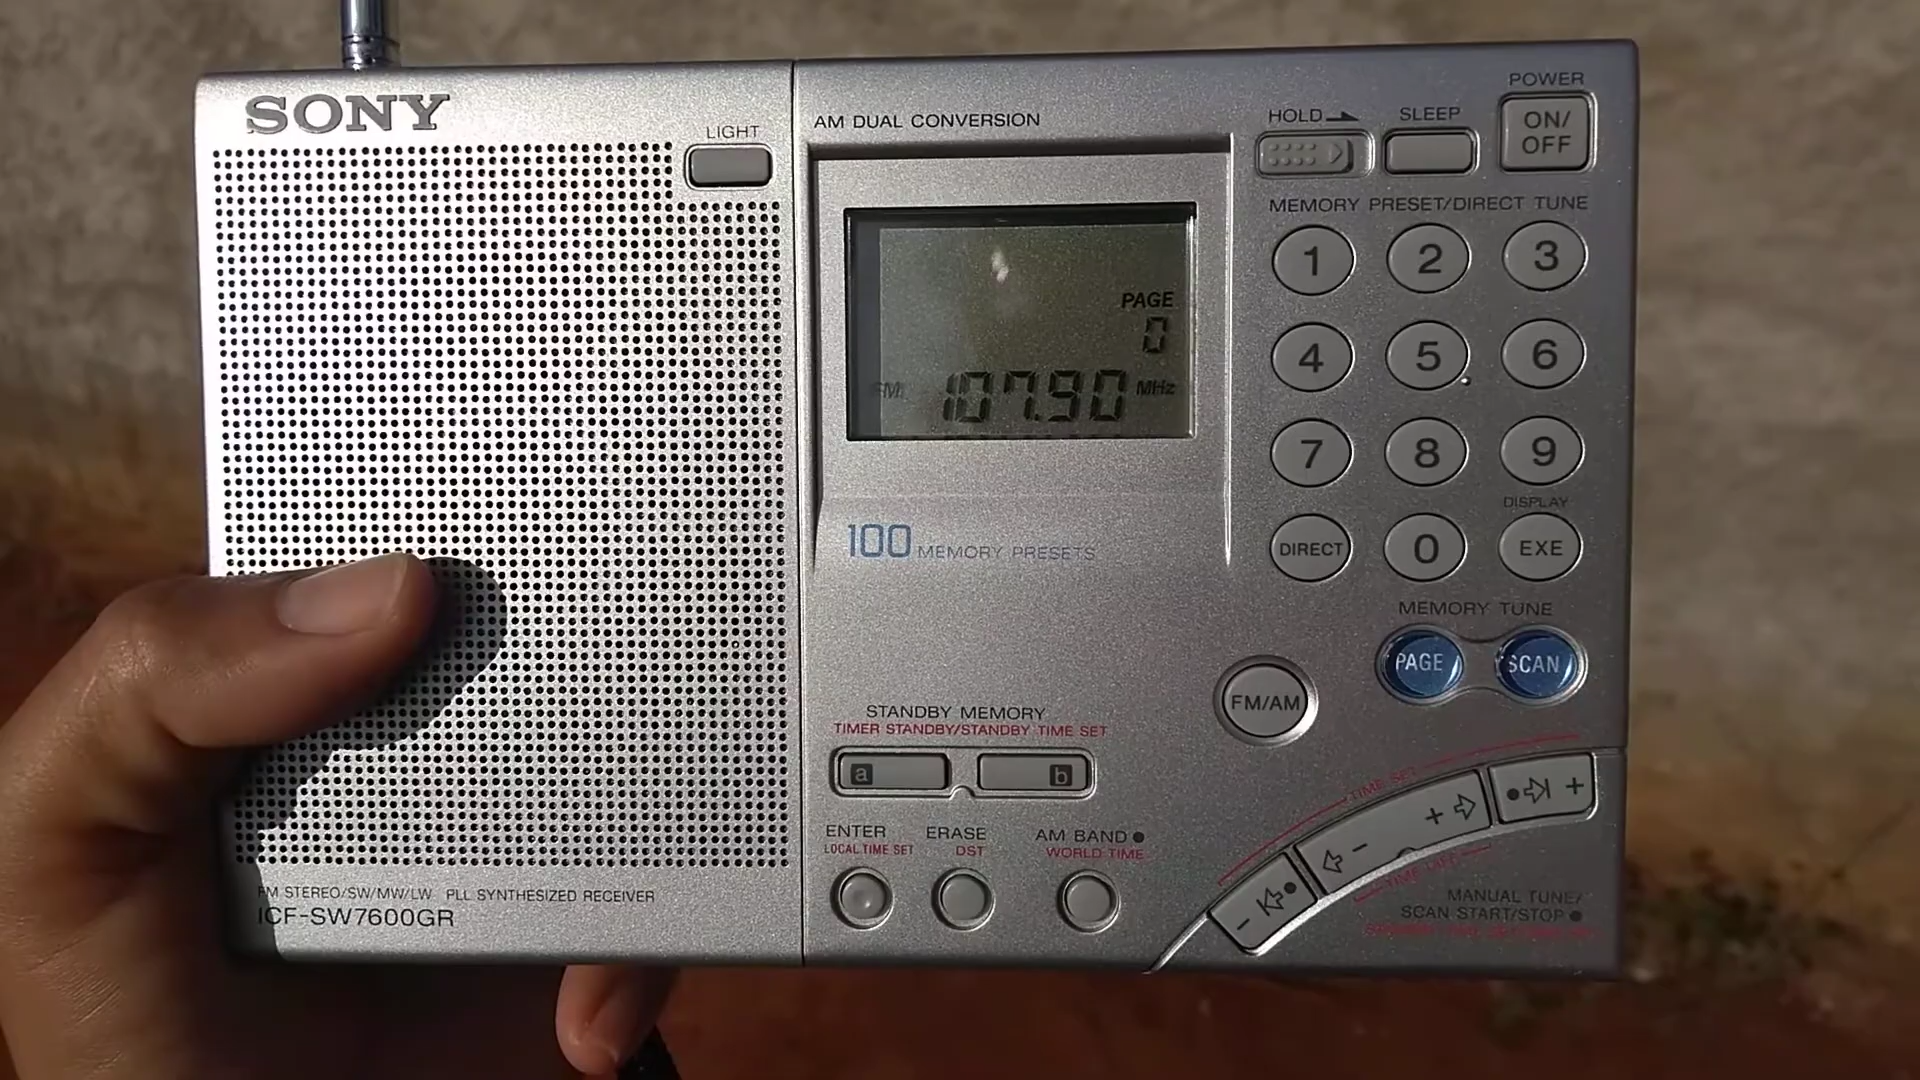 SONY
LIGHT
AM DUAL CONVERSION
HOLD
SLEEP
POWER
ON/
OFF
MEMORY PRESET/DIRECT TUNE
1
2
3
PAGE
0
FM
107.90 MHz
4
5
6
7
8
9
DISPLAY
DIRECT
0
EXE
100 MEMORY PRESETS
MEMORY TUNE
PAGE
SCAN
FM/AM
STANDBY MEMORY
TIMER STANDBY/STANDBY TIME SET
a
b
TIME SET
+
- +
-
ENTER
LOCAL TIME SET
ERASE
DST
AM BAND ●
WORLD TIME
FM STEREO/SW/MW/LW PLL SYNTHESIZED RECEIVER
ICF-SW7600GR
MANUAL TUNE/
SCAN START/STOP ●